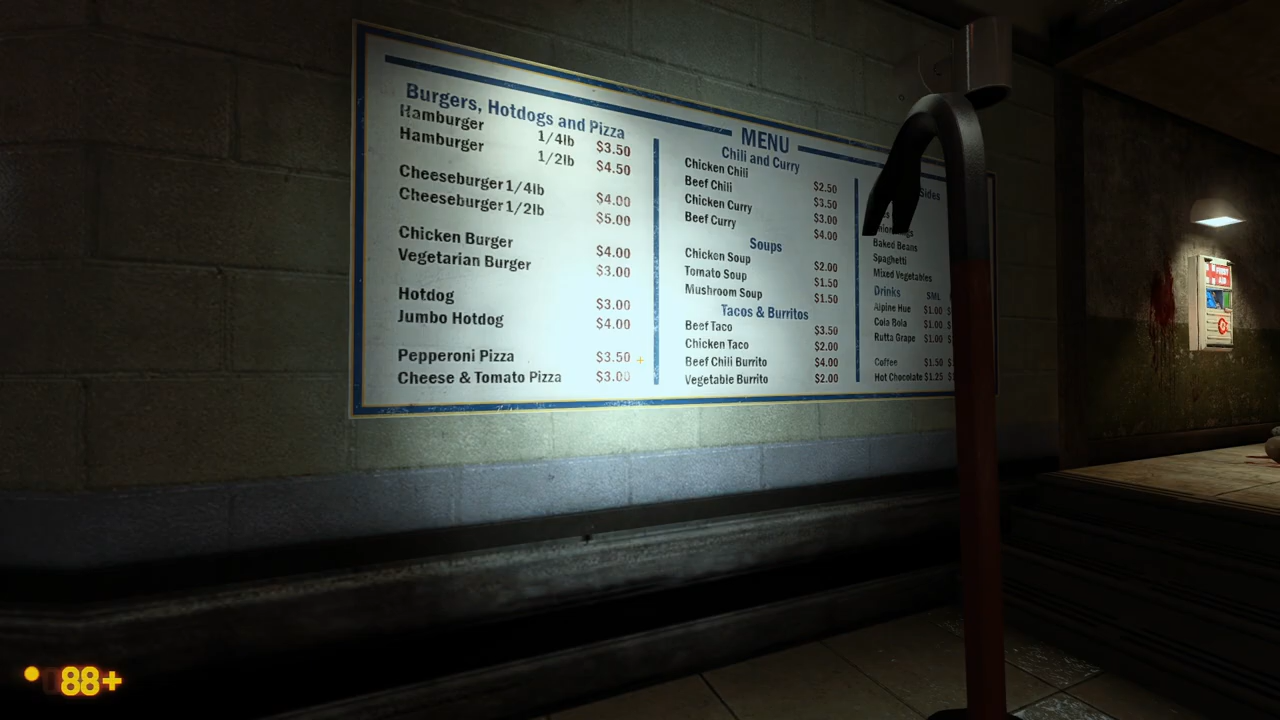 MENU
Burgers, Hotdogs and Pizza
Hamburger 1/4lb $3.50
Hamburger 1/2lb $4.50
Cheeseburger 1/4lb $4.00
Cheeseburger 1/2lb $5.00
Chicken Burger $4.00
Vegetarian Burger $3.00
Hotdog $3.00
Jumbo Hotdog $4.00
Pepperoni Pizza $3.50
Cheese & Tomato Pizza $3.00
Chili and Curry
Chicken Chili $2.50
Beef Chili $3.50
Chicken Curry $3.00
Beef Curry $4.00
Soups
Chicken Soup $2.00
Tomato Soup $1.50
Mushroom Soup $1.50
Tacos & Burritos
Beef Taco $3.50
Chicken Taco $2.00
Beef Chili Burrito $4.00
Vegetable Burrito $2.00
Sides
Baked Beans
Spaghetti
Mixed Vegetables
Drinks SML
Alpine Hue $1.00
Cola Bola $1.00
Rutta Grape $1.00
Coffee $1.50
Hot Chocolate $1.25
FIRST
AID
88+